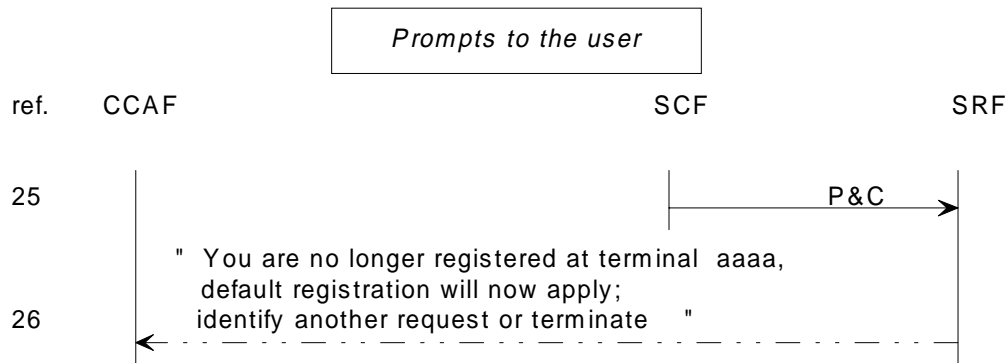 Prompts to the user
ref. CCAF SCF SRF
25 P&C
" You are no longer registered at terminal aaaa,
default registration will now apply;
26 identify another request or terminate "